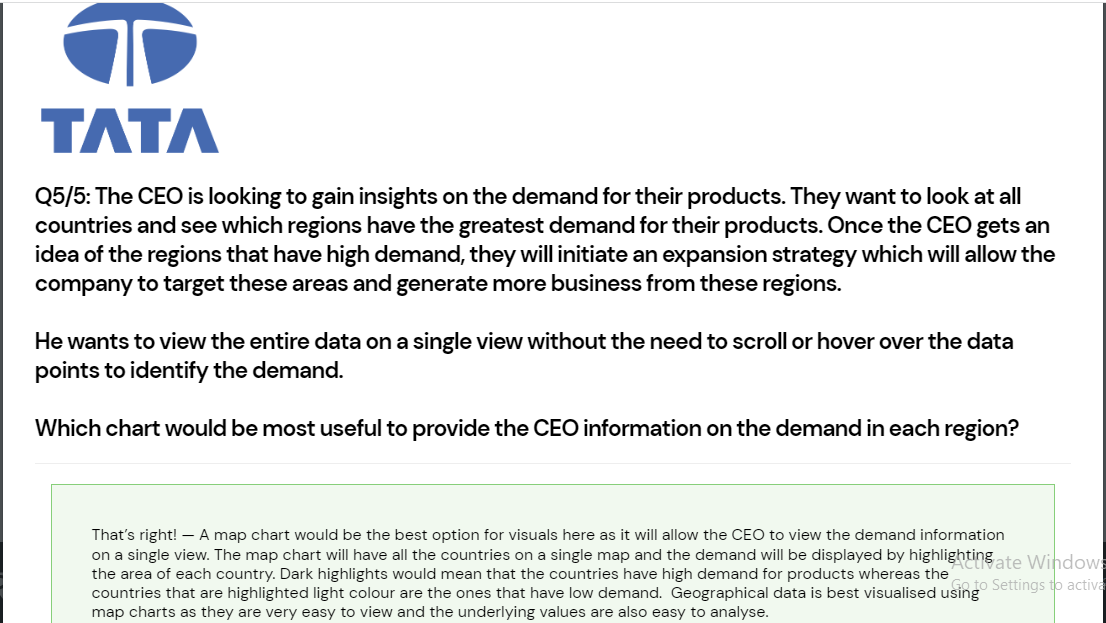 TATA
Q5/5: The CEO is looking to gain insights on the demand for their products. They want to look at all
countries and see which regions have the greatest demand for their products. Once the CEO gets an
idea of the regions that have high demand, they will initiate an expansion strategy which will allow the
company to target these areas and generate more business from these regions.
He wants to view the entire data on a single view without the need to scroll or hover over the data
points to identify the demand.
Which chart would be most useful to provide the CEO information on the demand in each region?
That's right! — A map chart would be the best option for visuals here as it will allow the CEO to view the demand information
on a single view. The map chart will have all the countries on a single map and the demand will be displayed by highlighting
the area of each country. Dark highlights would mean that the countries have high demand for products whereas the
countries that are highlighted light colour are the ones that have low demand.  Geographical data is best visualised using
map charts as they are very easy to view and the underlying values are also easy to analyse.
Activate Windows
Go to Settings to activa